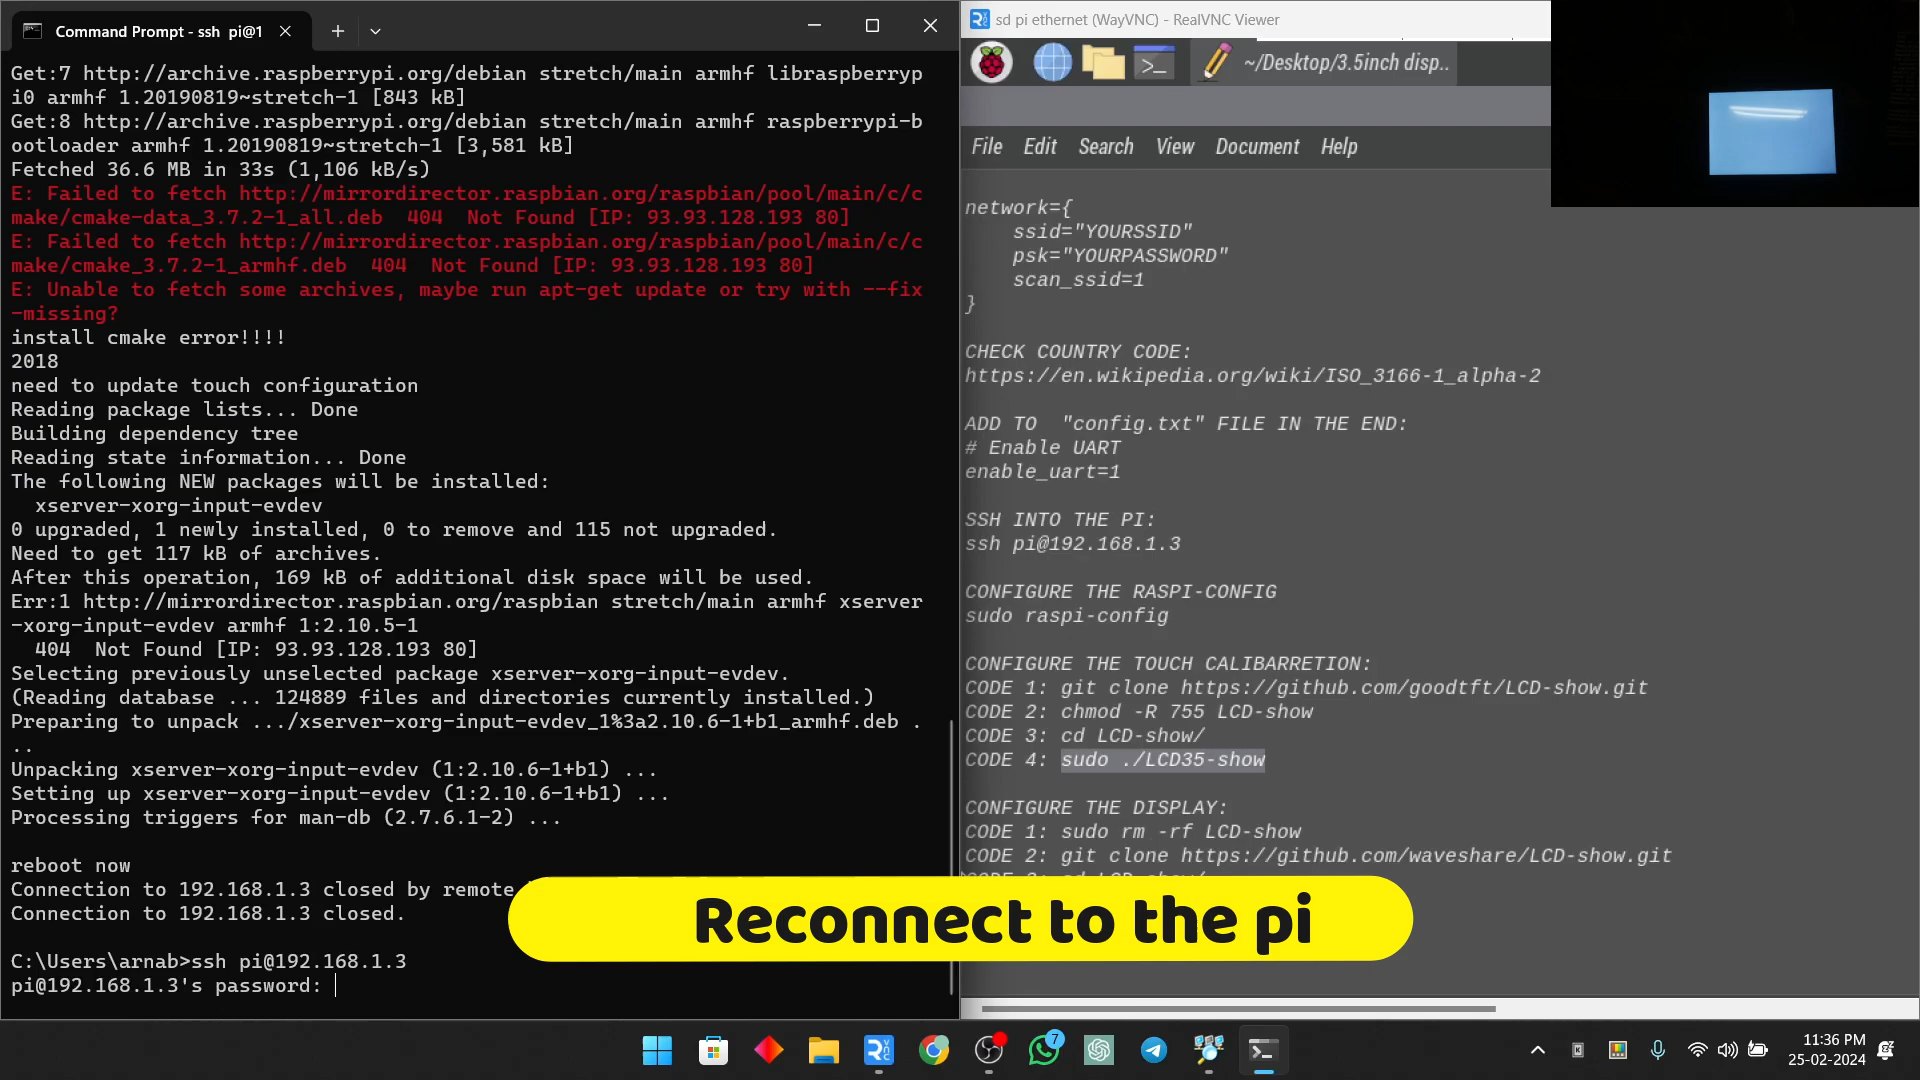 Command Prompt - ssh  pi@1
Get:7 http://archive.raspberrypi.org/debian stretch/main armhf libraspberryp
i0 armhf 1.20190819~stretch-1 [843 kB]
Get:8 http://archive.raspberrypi.org/debian stretch/main armhf raspberrypi-b
ootloader armhf 1.20190819~stretch-1 [3,581 kB]
Fetched 36.6 MB in 33s (1,106 kB/s)
E: Failed to fetch http://mirrordirector.raspbian.org/raspbian/pool/main/c/c
make/cmake-data_3.7.2-1_all.deb  404  Not Found [IP: 93.93.128.193 80]
E: Failed to fetch http://mirrordirector.raspbian.org/raspbian/pool/main/c/c
make/cmake_3.7.2-1_armhf.deb  404  Not Found [IP: 93.93.128.193 80]
E: Unable to fetch some archives, maybe run apt-get update or try with --fix
-missing?
install cmake error!!!!
2018
need to update touch configuration
Reading package lists... Done
Building dependency tree
Reading state information... Done
The following NEW packages will be installed:
  xserver-xorg-input-evdev
0 upgraded, 1 newly installed, 0 to remove and 115 not upgraded.
Need to get 117 kB of archives.
After this operation, 169 kB of additional disk space will be used.
Err:1 http://mirrordirector.raspbian.org/raspbian stretch/main armhf xserver
-xorg-input-evdev armhf 1:2.10.5-1
  404  Not Found [IP: 93.93.128.193 80]
Selecting previously unselected package xserver-xorg-input-evdev.
(Reading database ... 124889 files and directories currently installed.)
Preparing to unpack .../xserver-xorg-input-evdev_1%3a2.10.6-1+b1_armhf.deb .
..
Unpacking xserver-xorg-input-evdev (1:2.10.6-1+b1) ...
Setting up xserver-xorg-input-evdev (1:2.10.6-1+b1) ...
Processing triggers for man-db (2.7.6.1-2) ...
reboot now
Connection to 192.168.1.3 closed by remote
Connection to 192.168.1.3 closed.
C:\Users\arnab>ssh pi@192.168.1.3
pi@192.168.1.3's password:
sd pi ethernet (WayVNC) - RealVNC Viewer
~/Desktop/3.5inch disp..
File Edit Search View Document Help
network={
    ssid="YOURSSID"
    psk="YOURPASSWORD"
    scan_ssid=1
}
CHECK COUNTRY CODE:
https://en.wikipedia.org/wiki/ISO_3166-1_alpha-2
ADD TO  "config.txt" FILE IN THE END:
# Enable UART
enable_uart=1
SSH INTO THE PI:
ssh pi@192.168.1.3
CONFIGURE THE RASPI-CONFIG
sudo raspi-config
CONFIGURE THE TOUCH CALIBARRETION:
CODE 1: git clone https://github.com/goodtft/LCD-show.git
CODE 2: chmod -R 755 LCD-show
CODE 3: cd LCD-show/
CODE 4: sudo ./LCD35-show
CONFIGURE THE DISPLAY:
CODE 1: sudo rm -rf LCD-show
CODE 2: git clone https://github.com/waveshare/LCD-show.git
Reconnect to the pi
7
11:36 PM
25-02-2024